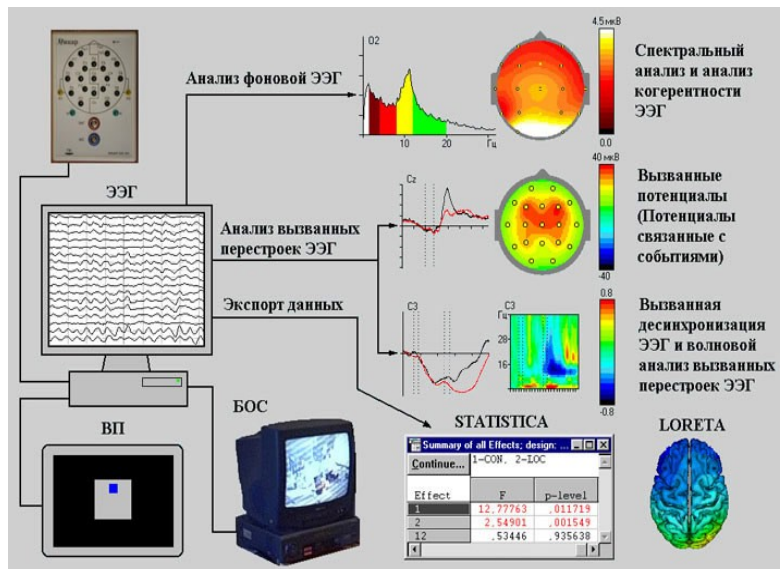 Мицар
ЭЭГ
Анализ фоновой ЭЭГ
O2
10
20
Гц
4.5 мкВ
0.0
Спектральный
анализ и анализ
когерентности
ЭЭГ
Анализ вызванных
перестроек ЭЭГ
Cz
40 мкВ
-40
Вызванные
потенциалы
(Потенциалы
связанные с
событиями)
Экспорт данных
C3
C3
Гц
28
16
0.8
-0.8
Вызванная
десинхронизация
ЭЭГ и волновой
анализ вызванных
перестроек ЭЭГ
ВП
БОС
STATISTICA
Summary of all Effects; design: ...
Continue...
1-CON, 2-LOC
Effect F p-level
1 12,77763 ,011719
2 2,54901 ,001549
12 ,53446 ,935638
LORETA